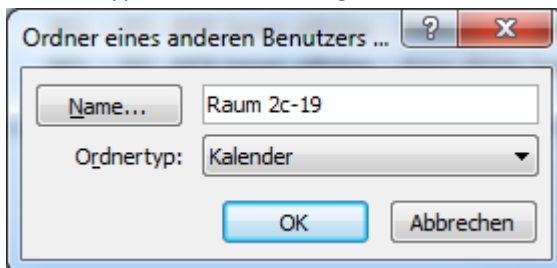 Ordner eines anderen Benutzers ... ? X
Name... Raum 2c-19
Ordnertyp: Kalender
OK Abbrechen